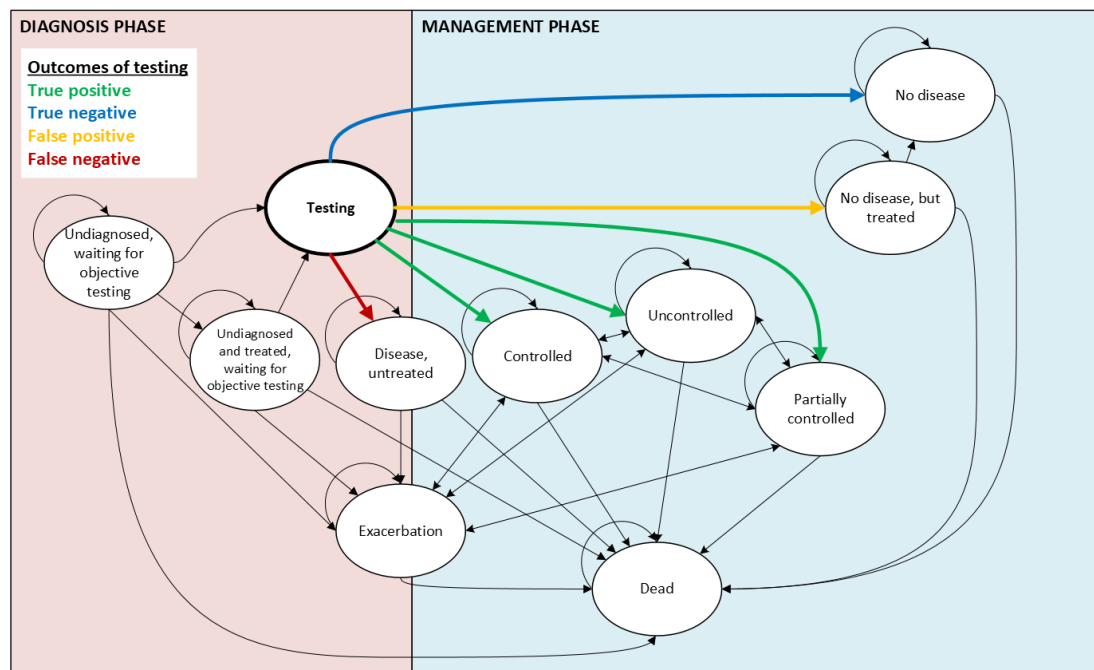 DIAGNOSIS PHASE
MANAGEMENT PHASE
Outcomes of testing
True positive
True negative
False positive
False negative
No disease
Testing
No disease, but
treated
Undiagnosed,
waiting for
objective
testing
Uncontrolled
Undiagnosed
and treated,
waiting for
objective testing
Disease,
untreated
Controlled
Partially
controlled
Exacerbation
Dead